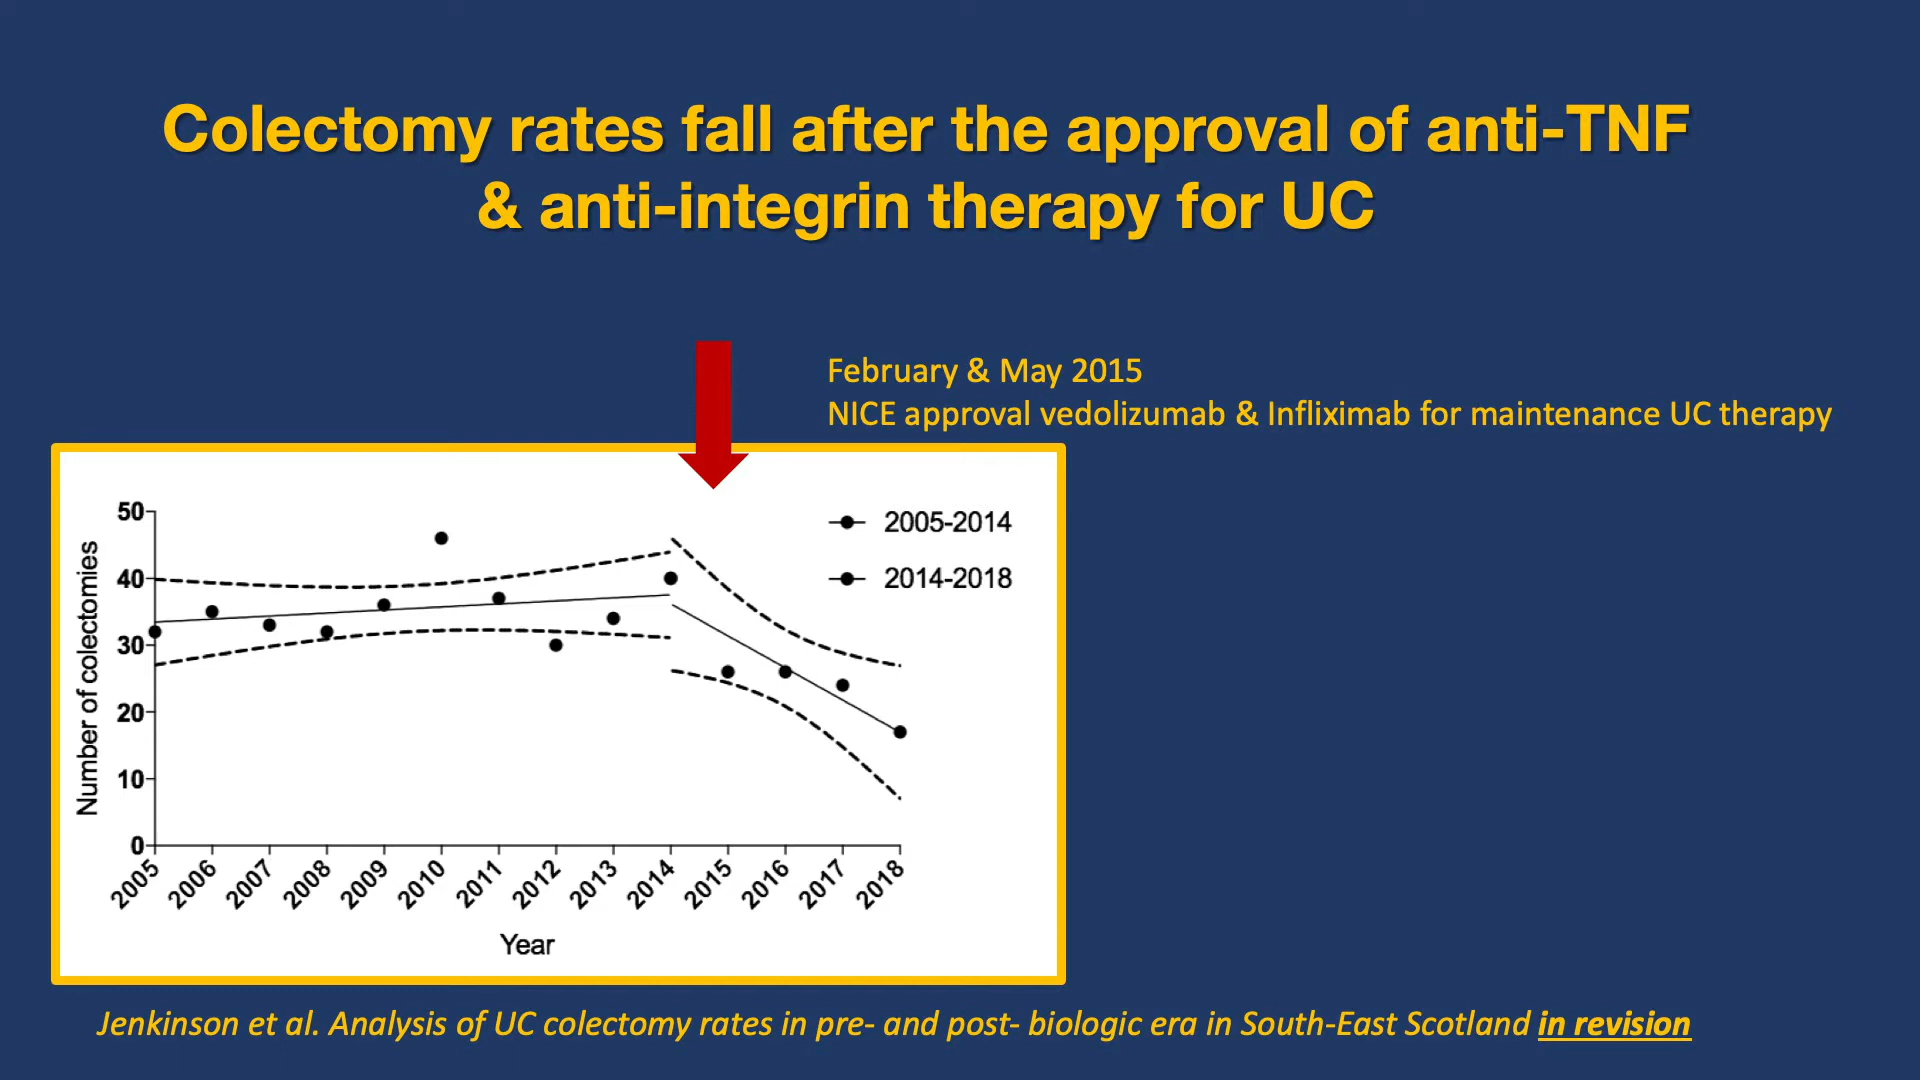 Colectomy rates fall after the approval of anti-TNF
& anti-integrin therapy for UC
February & May 2015
NICE approval vedolizumab & Infliximab for maintenance UC therapy
50
40
30
20
10
0
Number of colectomies
2005-2014
2014-2018
2005 2006 2007 2008 2009 2010 2011 2012 2013 2014 2015 2016 2017 2018
Year
Jenkinson et al. Analysis of UC colectomy rates in pre- and post- biologic era in South-East Scotland in revision